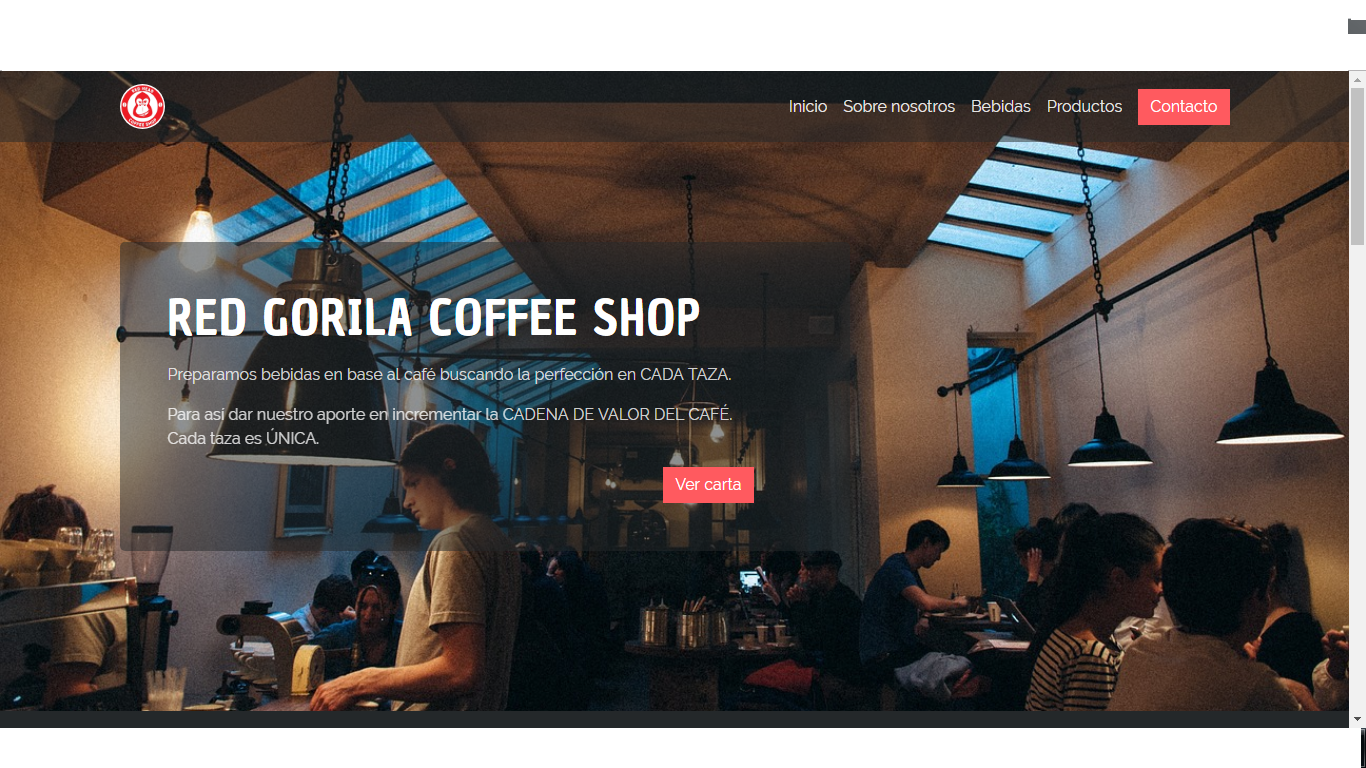 Inicio Sobre nosotros Bebidas Productos Contacto
RED GORILA COFFEE SHOP
Preparamos bebidas en base al café buscando la perfección en CADA TAZA.
Para así dar nuestro aporte en incrementar la CADENA DE VALOR DEL CAFÉ.
Cada taza es ÚNICA.
Ver carta